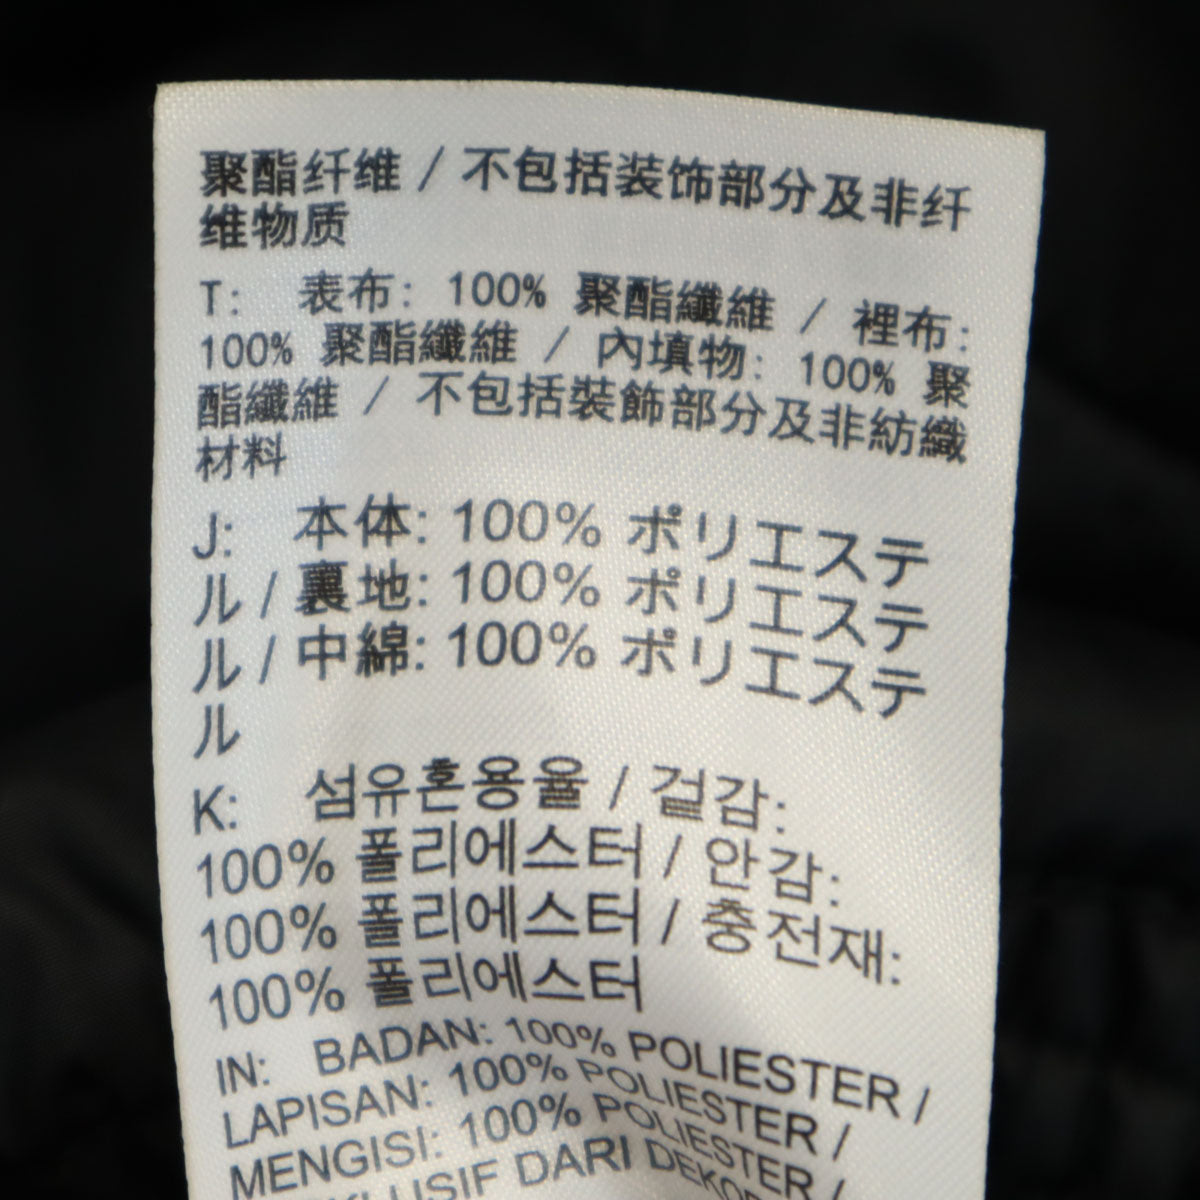 聚酯纤维 / 不包括装饰部分及非纤
维物质
T: 表布: 100% 聚酯纖維 / 裡布:
100% 聚酯纖維 / 內填物: 100% 聚
酯纖維 / 不包括裝飾部分及非紡織
材料
J: 本体: 100% ポリエステ
ル / 裏地: 100% ポリエステ
ル / 中綿: 100% ポリエステ
ル
K: 섬유혼용율 / 겉감:
100% 폴리에스터 / 안감:
100% 폴리에스터 / 충전재:
100% 폴리에스터
IN: BADAN: 100% POLIESTER /
LAPISAN: 100% POLIESTER /
MENGISI: 100% POLIESTER /
DARI